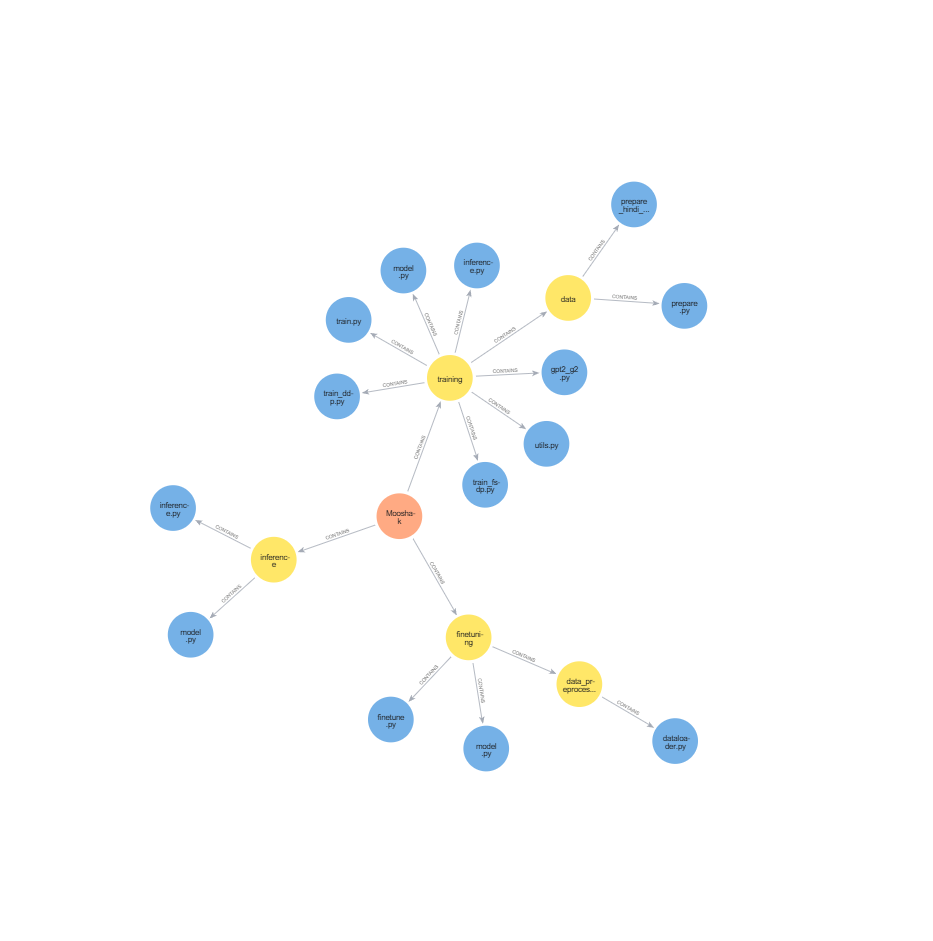 prepare
_hindi_...
CONTAINS
model
.py
inferenc-
e.py
CONTAINS
data
CONTAINS
prepare
.py
train.py
CONTAINS
CONTAINS
CONTAINS
CONTAINS
training
CONTAINS
gpt2_g2
.py
train_dd-
p.py
CONTAINS
CONTAINS
CONTAINS
utils.py
CONTAINS
train_fs-
dp.py
inferenc-
e.py
Moosha-
k
CONTAINS
CONTAINS
inferenc-
e
CONTAINS
CONTAINS
model
.py
finetuni-
ng
CONTAINS
data_pr-
eproces...
CONTAINS
CONTAINS
CONTAINS
finetune
.py
model
.py
dataloa-
der.py